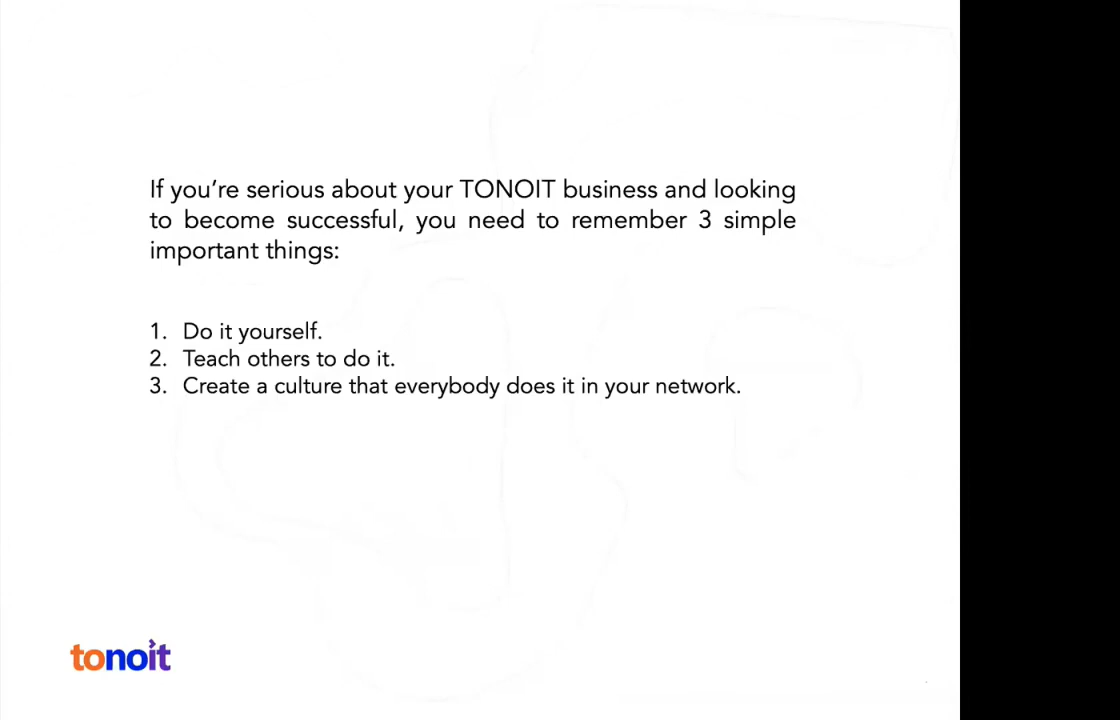 If you're serious about your TONOIT business and looking
to become successful, you need to remember 3 simple
important things:
1. Do it yourself.
2. Teach others to do it.
3. Create a culture that everybody does it in your network.
tonoit